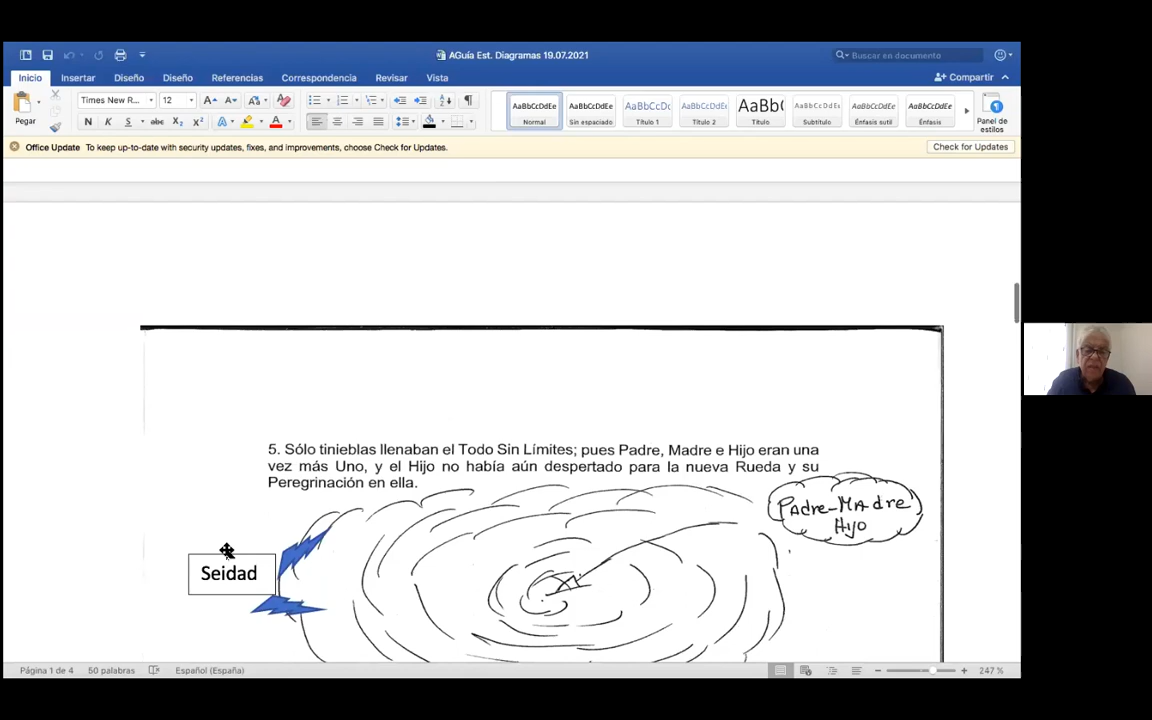 AGuía Est. Diagramas 19.07.2021
Buscar en documento
Inicio Insertar Diseño Diseño Referencias Correspondencia Revisar Vista
Compartir
Pegar
Times New R... 12
N K S abc X₂ X²
AaBbCcDdEe AaBbCcDdEe AaBbCcDc AaBbCcDdEe AaBb( AaBbCcDdEe AaBbCcDdEe AaBbCcDdEe
Normal Sin espaciado Título 1 Título 2 Título Subtítulo Énfasis sutil Énfasis
Panel de
estilos
Office Update To keep up-to-date with security updates, fixes, and improvements, choose Check for Updates.
Check for Updates
5. Sólo tinieblas llenaban el Todo Sin Límites; pues Padre, Madre e Hijo eran una
vez más Uno, y el Hijo no había aún despertado para la nueva Rueda y su
Peregrinación en ella.
PAdre-MAdre
HIjo
Seidad
Página 1 de 4 50 palabras Español (España)
247 %